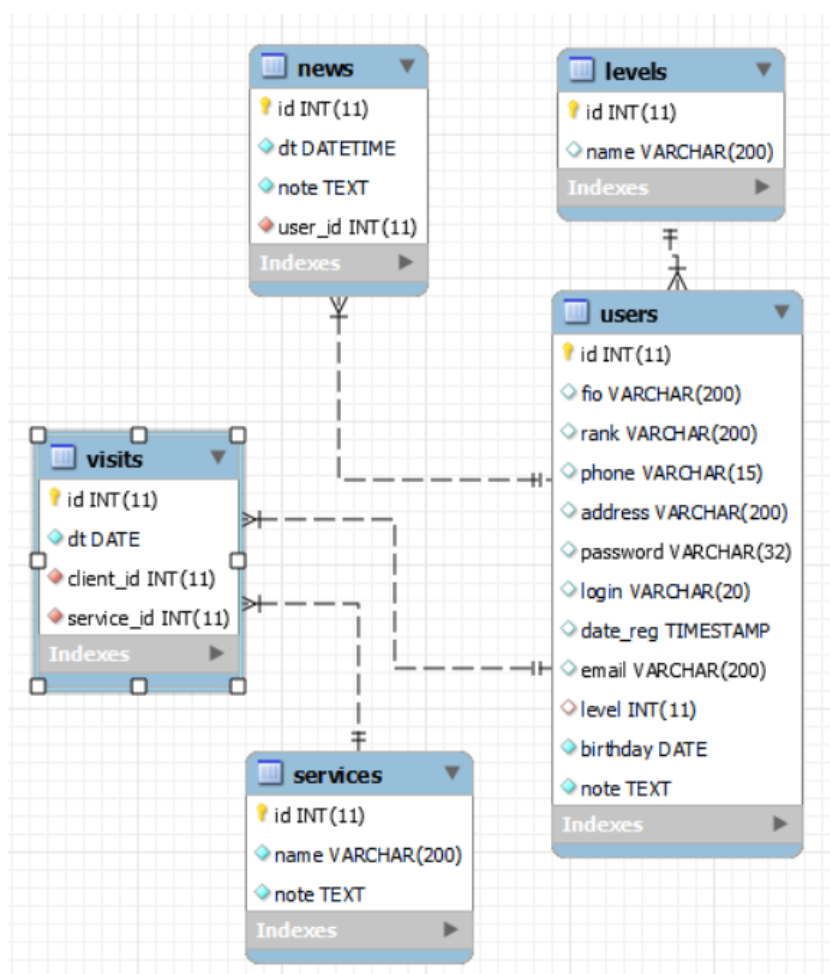 news
id INT(11)
dt DATETIME
note TEXT
user_id INT(11)
Indexes
levels
id INT(11)
name VARCHAR(200)
Indexes
users
id INT(11)
fio VARCHAR(200)
rank VARCHAR(200)
phone VARCHAR(15)
address VARCHAR(200)
password VARCHAR(32)
login VARCHAR(20)
date_reg TIMESTAMP
email VARCHAR(200)
level INT(11)
birthday DATE
note TEXT
Indexes
visits
id INT(11)
dt DATE
client_id INT(11)
service_id INT(11)
Indexes
services
id INT(11)
name VARCHAR(200)
note TEXT
Indexes